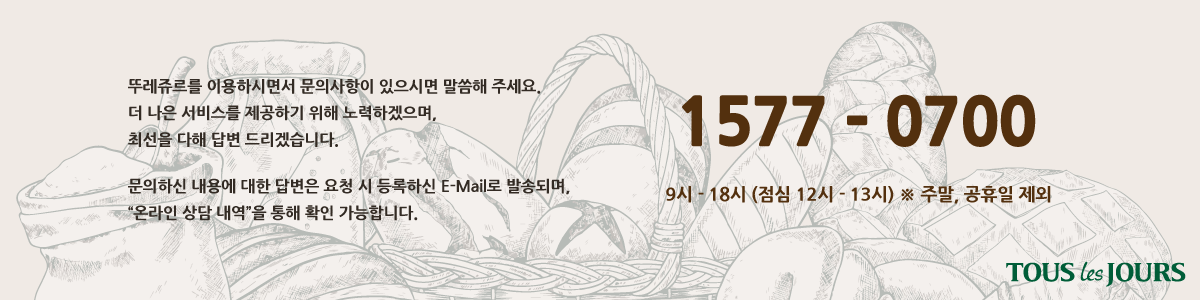 뚜레쥬르를 이용하시면서 문의사항이 있으시면 말씀해 주세요.
더 나은 서비스를 제공하기 위해 노력하겠으며,
최선을 다해 답변 드리겠습니다.
문의하신 내용에 대한 답변은 요청 시 등록하신 E-Mail로 발송되며,
“온라인 상담 내역”을 통해 확인 가능합니다.
1577 - 0700
9시 - 18시 (점심 12시 - 13시) ※ 주말, 공휴일 제외
TOUS les JOURS